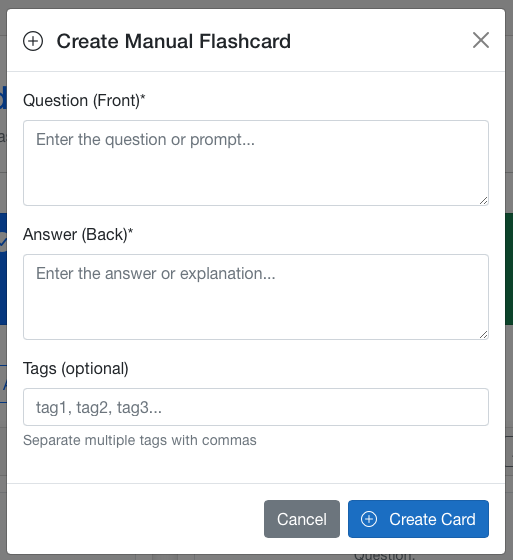 Create Manual Flashcard
Question (Front)*
Enter the question or prompt...
Answer (Back)*
Enter the answer or explanation...
Tags (optional)
tag1, tag2, tag3...
Separate multiple tags with commas
Cancel
Create Card
Question: